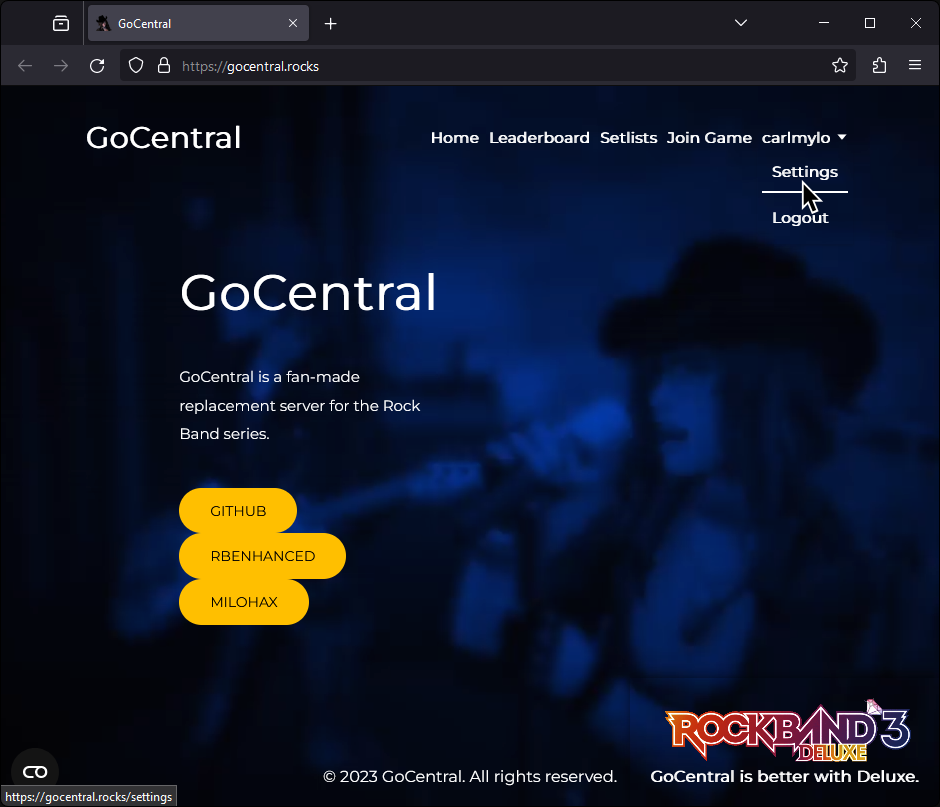 GoCentral
https://gocentral.rocks
GoCentral
Home Leaderboard Setlists Join Game carlmylo
Settings
Logout
GoCentral
GoCentral is a fan-made
replacement server for the Rock
Band series.
GITHUB
RBENHANCED
MILOHAX
ROCKBAND 3
DELUXE
© 2023 GoCentral. All rights reserved.
GoCentral is better with Deluxe.
https://gocentral.rocks/settings